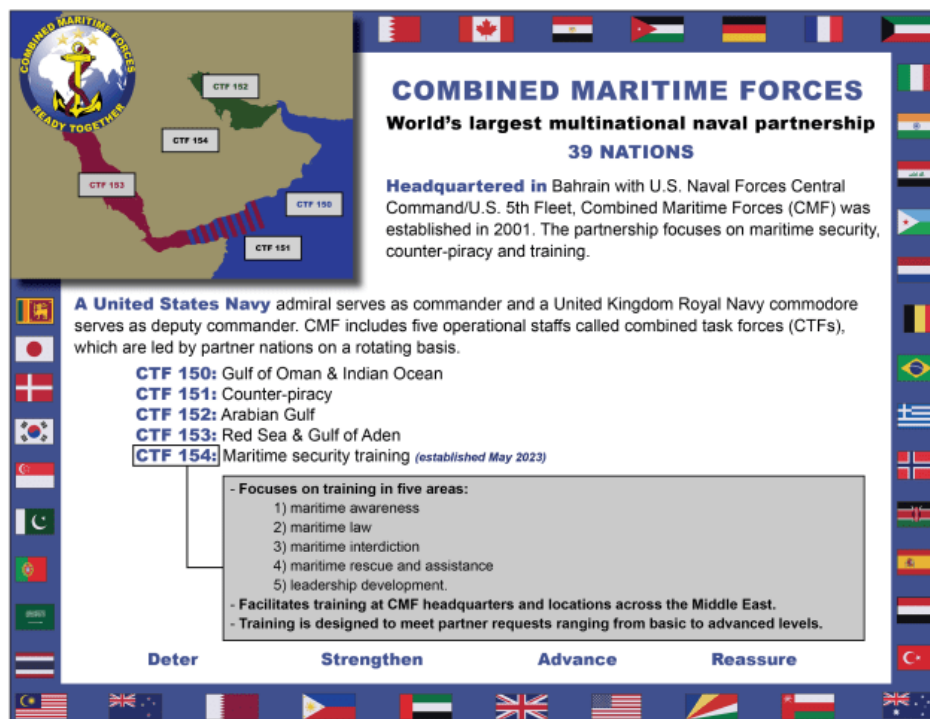 COMBINED MARITIME FORCES
READY TOGETHER
CTF 152
CTF 154
CTF 153
CTF 150
CTF 151
COMBINED MARITIME FORCES
World's largest multinational naval partnership
39 NATIONS
Headquartered in Bahrain with U.S. Naval Forces Central
Command/U.S. 5th Fleet, Combined Maritime Forces (CMF) was
established in 2001. The partnership focuses on maritime security,
counter-piracy and training.
A United States Navy admiral serves as commander and a United Kingdom Royal Navy commodore
serves as deputy commander. CMF includes five operational staffs called combined task forces (CTFs),
which are led by partner nations on a rotating basis.
CTF 150: Gulf of Oman & Indian Ocean
CTF 151: Counter-piracy
CTF 152: Arabian Gulf
CTF 153: Red Sea & Gulf of Aden
CTF 154: Maritime security training (established May 2023)
- Focuses on training in five areas:
1) maritime awareness
2) maritime law
3) maritime interdiction
4) maritime rescue and assistance
5) leadership development.
- Facilitates training at CMF headquarters and locations across the Middle East.
- Training is designed to meet partner requests ranging from basic to advanced levels.
Deter Strengthen Advance Reassure